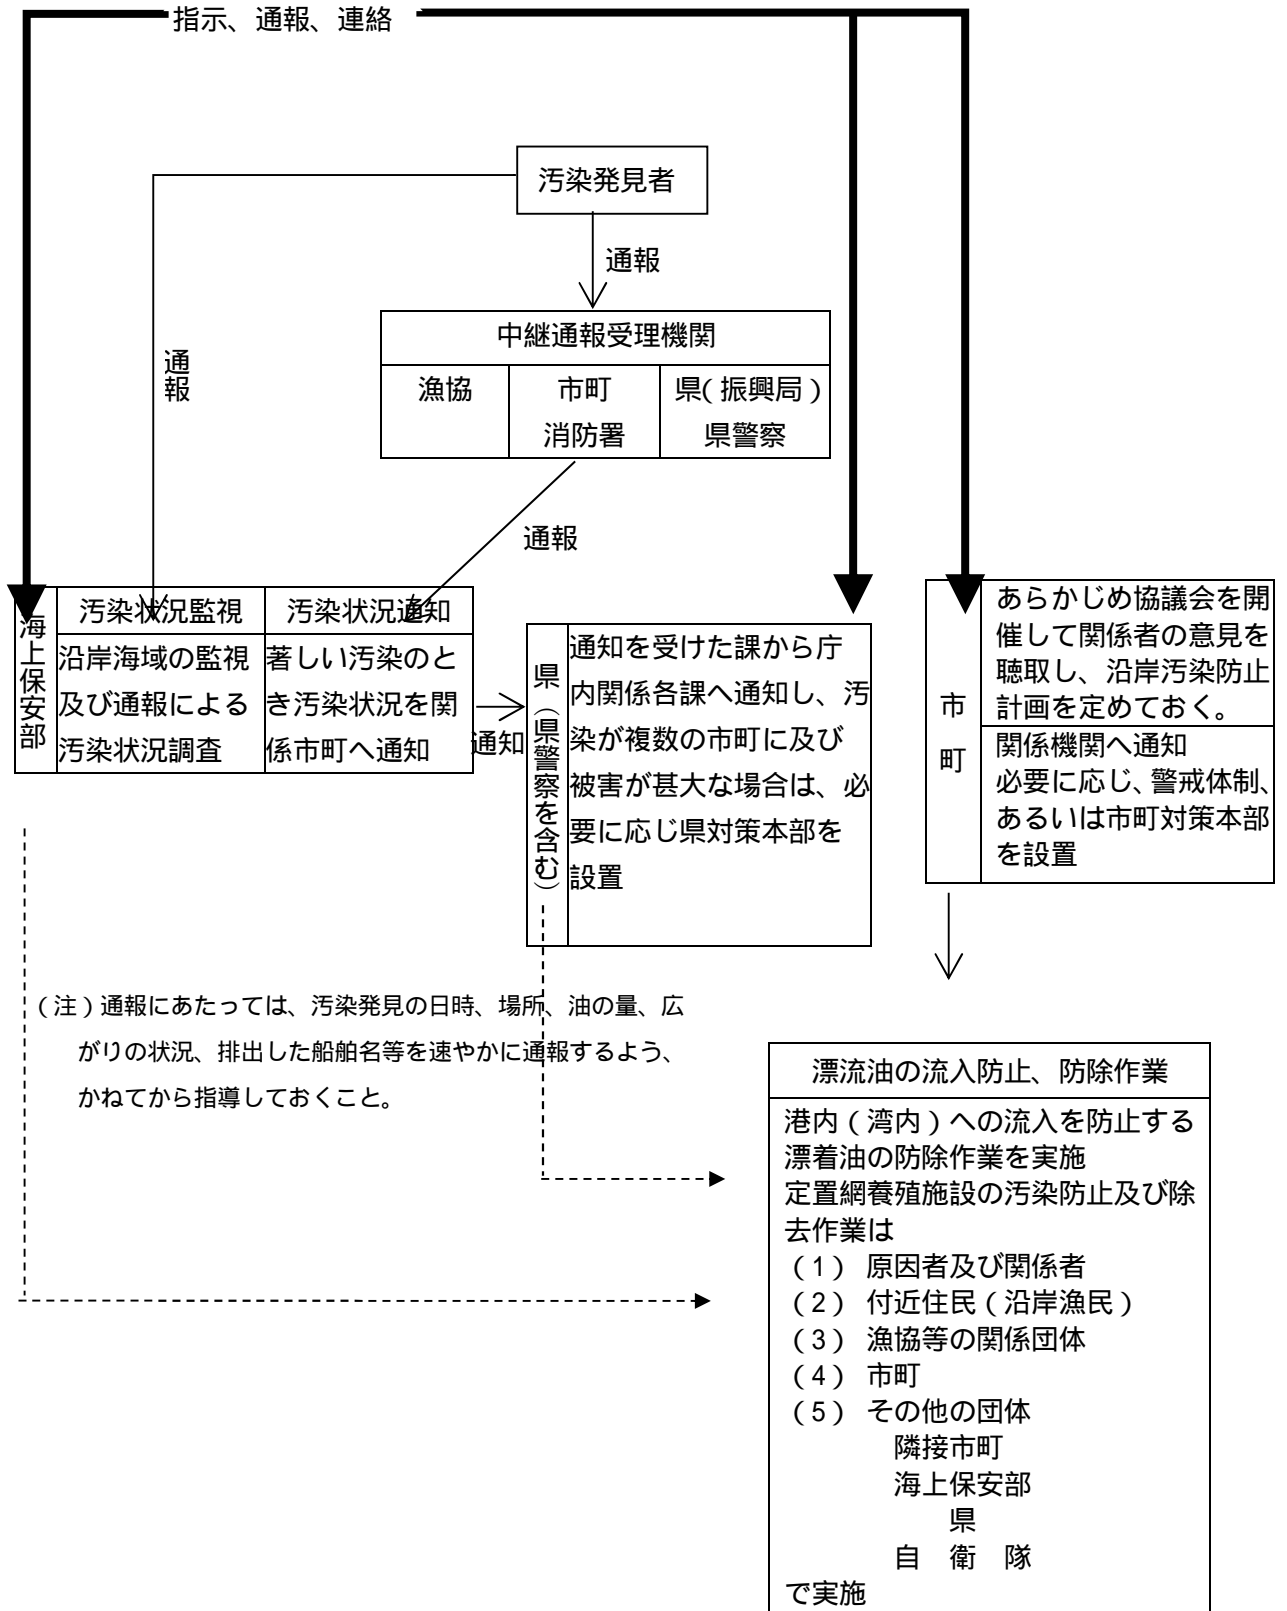 指示、通報、連絡
汚染発見者
通報
通報
中継通報受理機関
漁協
市町
消防署
県（振興局）
県警察
通報
海上保安部
汚染状況監視
沿岸海域の監視
及び通報による
汚染状況調査
汚染状況通知
著しい汚染のと
き汚染状況を関
係市町へ通知
通知
県（県警察を含む）
通知を受けた課から庁
内関係各課へ通知し、汚
染が複数の市町に及び
被害が甚大な場合は、必
要に応じ県対策本部を
設置
市町
あらかじめ協議会を開
催して関係者の意見を
聴取し、沿岸汚染防止
計画を定めておく。
関係機関へ通知
必要に応じ、警戒体制、
あるいは市町対策本部
を設置
（注）通報にあたっては、汚染発見の日時、場所、油の量、広
がりの状況、排出した船舶名等を速やかに通報するよう、
かねてから指導しておくこと。
漂流油の流入防止、防除作業
港内（湾内）への流入を防止する
漂着油の防除作業を実施
定置網養殖施設の汚染防止及び除
去作業は
（1） 原因者及び関係者
（2） 付近住民（沿岸漁民）
（3） 漁協等の関係団体
（4） 市町
（5） その他の団体
隣接市町
海上保安部
県
自　衛　隊
で実施